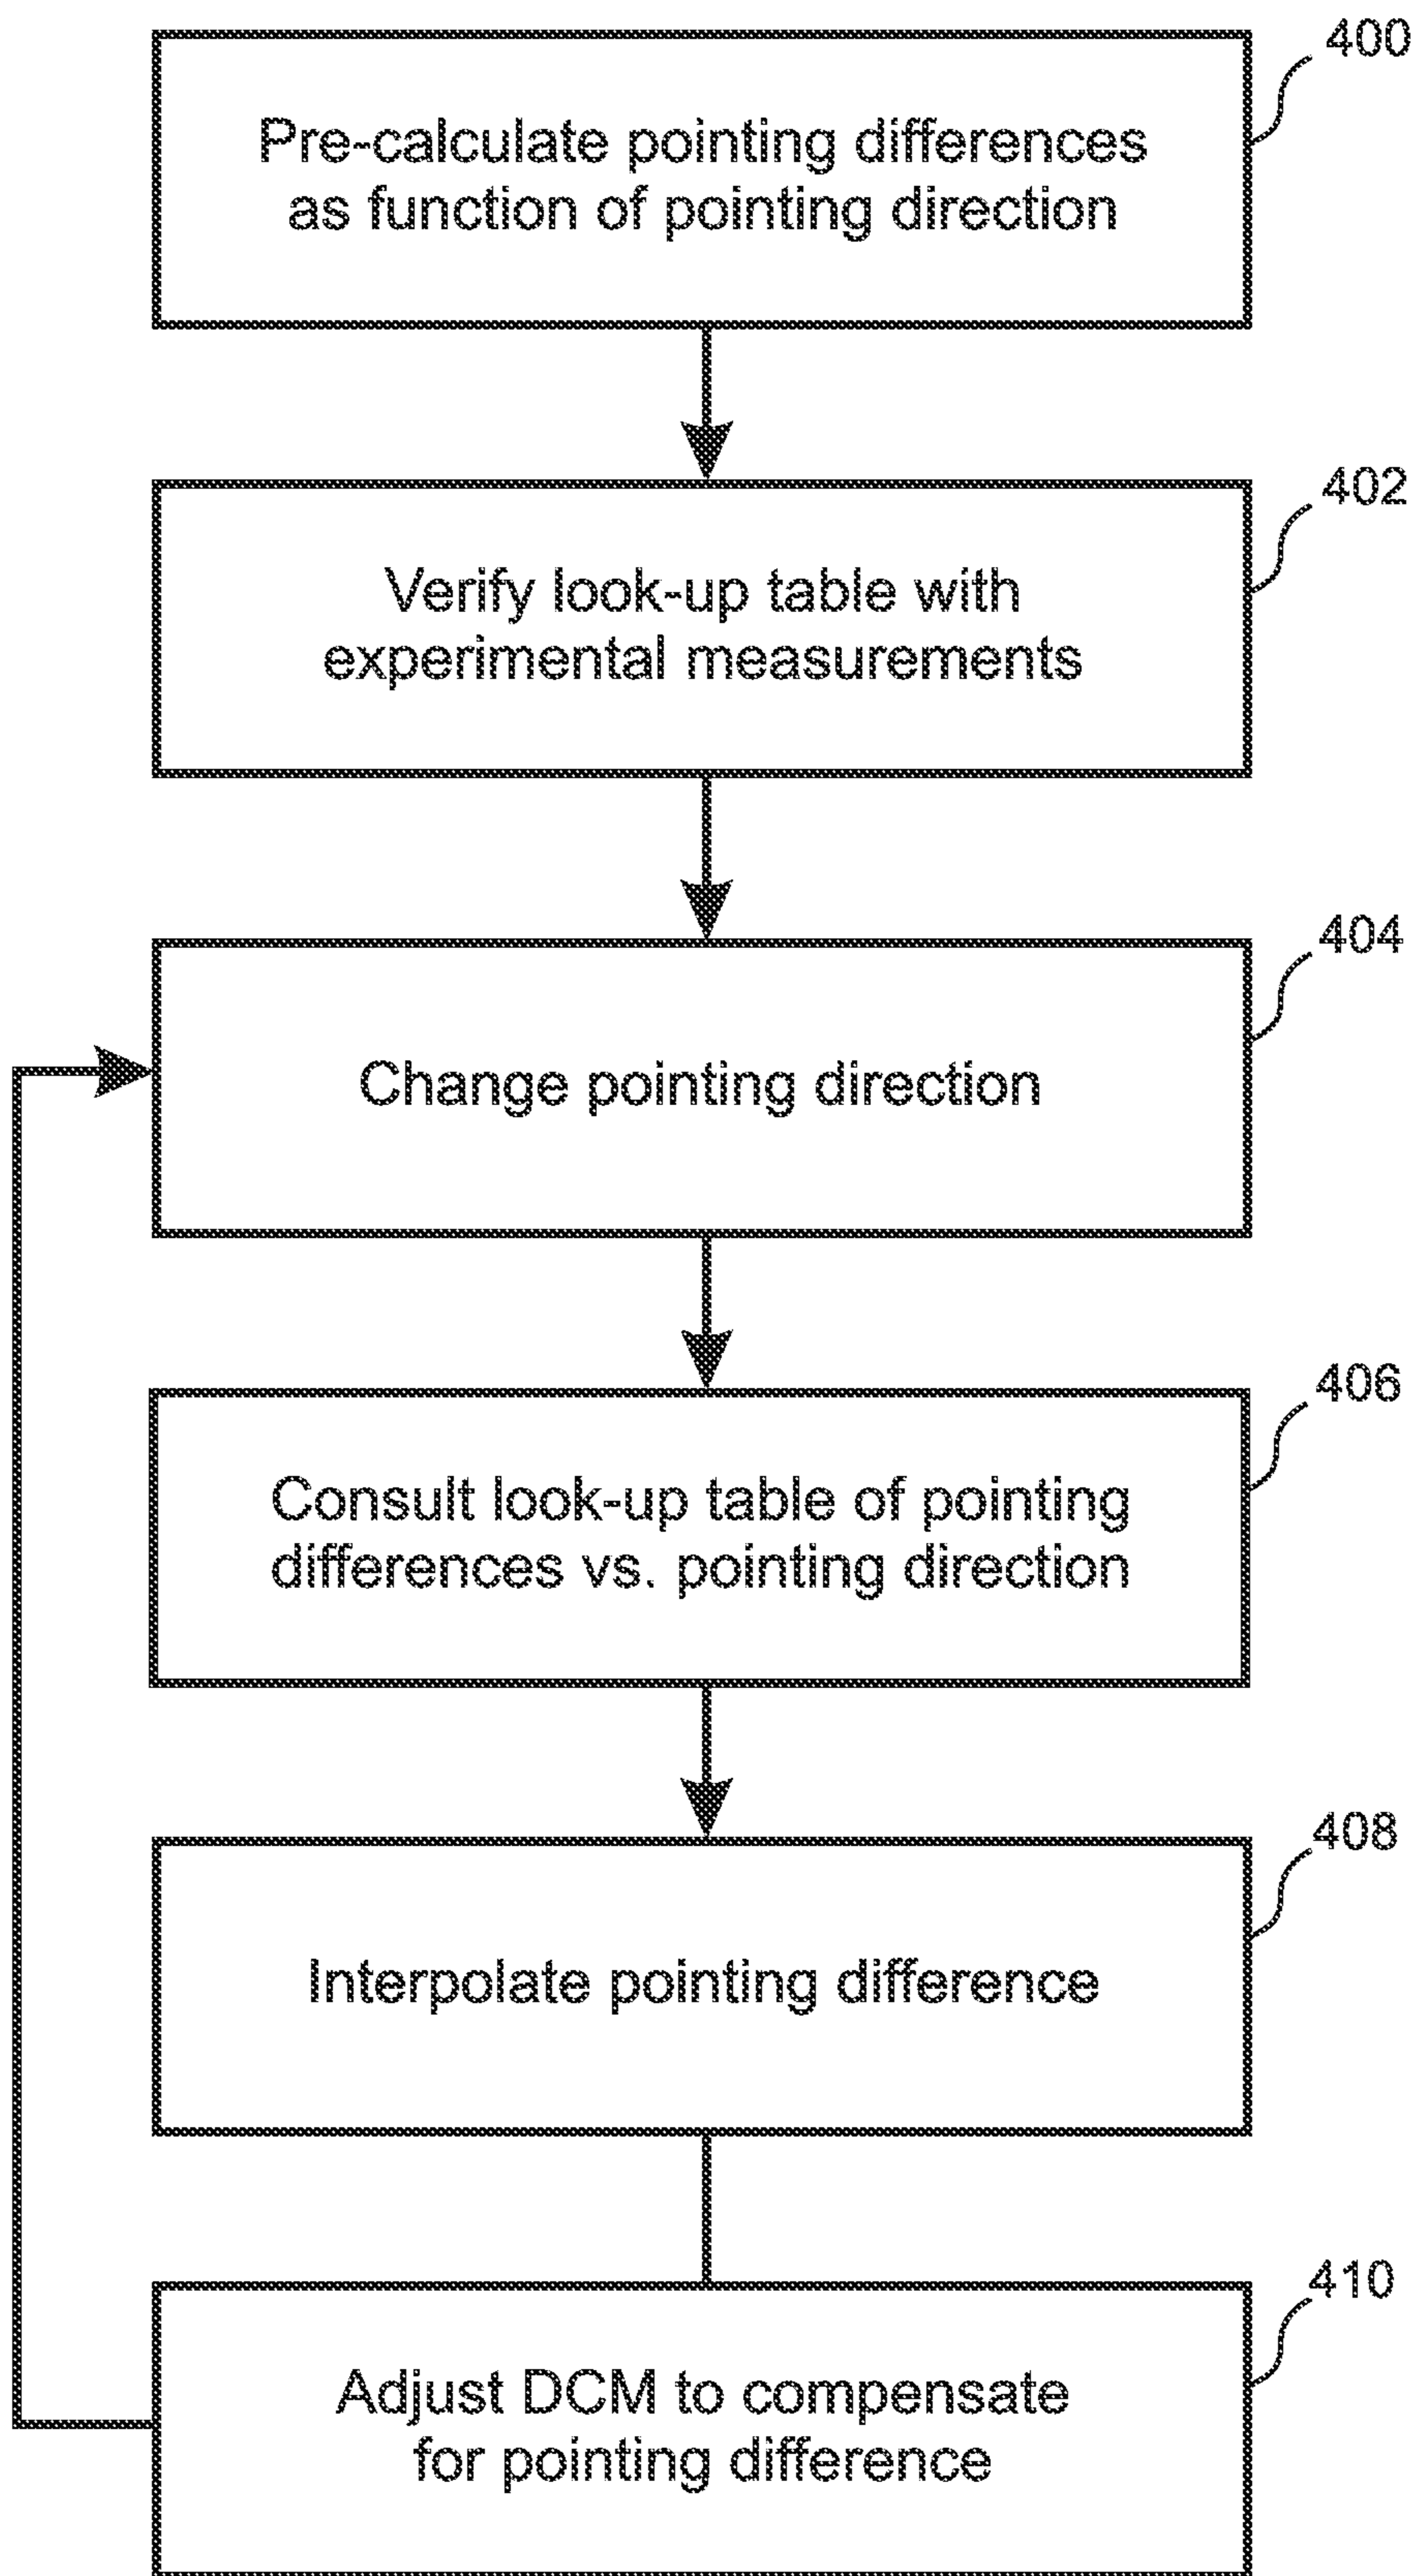 400
Pre-calculate pointing differences
as function of pointing direction
402
Verify look-up table with
experimental measurements
404
Change pointing direction
406
Consult look-up table of pointing
differences vs. pointing direction
408
Interpolate pointing difference
410
Adjust DCM to compensate
for pointing difference